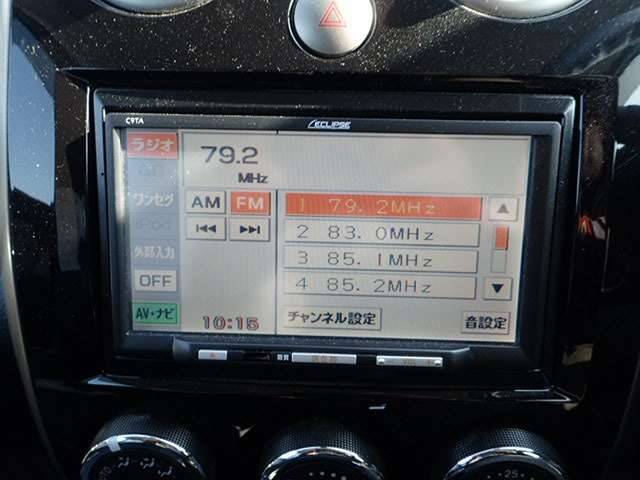 C9TA
ECLIPSE
ラジオ
79.2
MHz
ワンセグ
AM
FM
1 79.2MHz
iPod
2 83.0MHz
外部入力
3 85.1MHz
OFF
4 85.2MHz
AV・ナビ
10:15
チャンネル設定
音設定
25